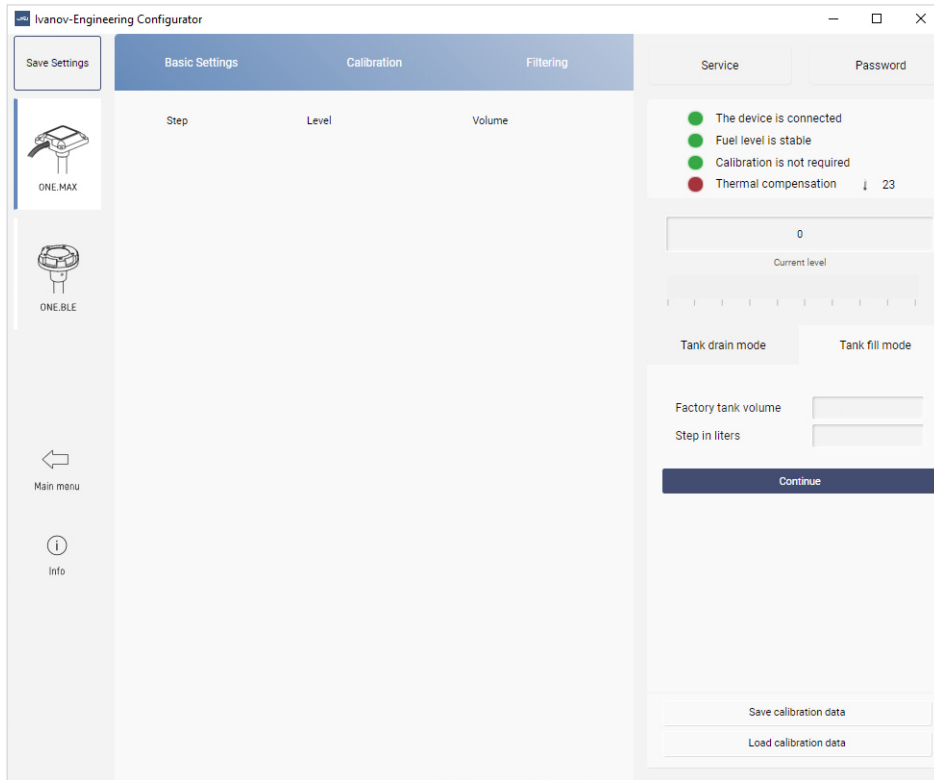 Ivanov-Engineering Configurator
Save Settings
Basic Settings Calibration Filtering
Service Password
Step Level Volume
ONE.MAX
ONE.BLE
Main menu
Info
The device is connected
Fuel level is stable
Calibration is not required
Thermal compensation 23
0
Current level
Tank drain mode Tank fill mode
Factory tank volume
Step in liters
Continue
Save calibration data
Load calibration data